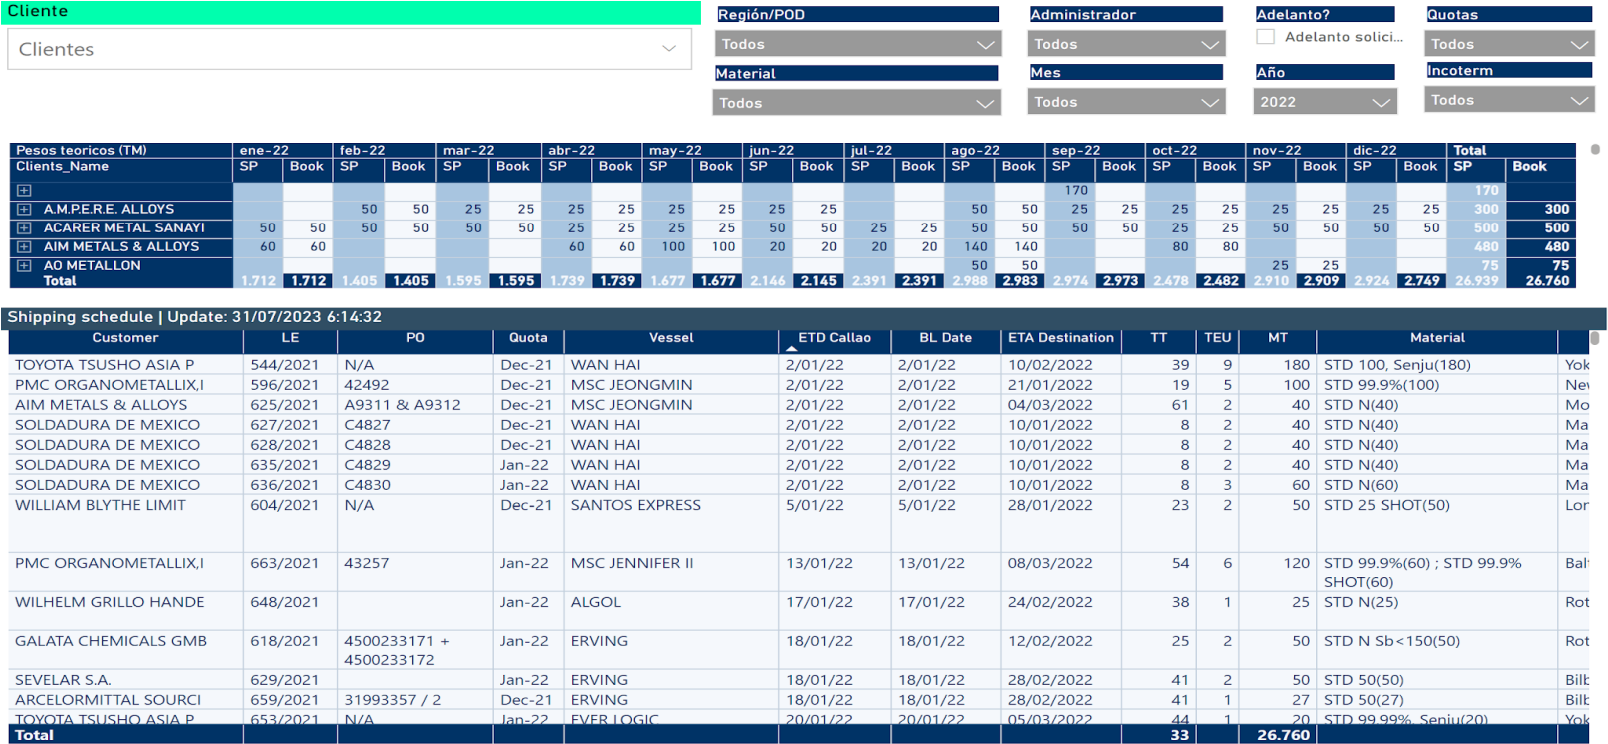 Cliente
Clientes
Región/POD
Todos
Administrador
Todos
Adelanto?
Adelanto solici...
Quotas
Todos
Material
Todos
Mes
Todos
Año
2022
Incoterm
Todos
Pesos teoricos (TM) ene-22 feb-22 mar-22 abr-22 may-22 jun-22 jul-22 ago-22 sep-22 oct-22 nov-22 dic-22 Total
Clients_Name SP Book SP Book SP Book SP Book SP Book SP Book SP Book SP Book SP Book SP Book SP Book SP Book SP Book
170 170
A.M.P.E.R.E. ALLOYS 50 50 25 25 25 25 25 25 25 25 50 50 25 25 25 25 25 25 25 25 300 300
ACARER METAL SANAYI 50 50 50 50 50 50 25 25 25 25 50 50 25 25 50 50 50 50 25 25 50 50 50 50 500 500
AIM METALS & ALLOYS 60 60 60 60 100 100 20 20 20 20 140 140 80 80 480 480
AO METALLON 50 50 25 25 75 75
Total 1.712 1.712 1.405 1.405 1.595 1.595 1.739 1.739 1.677 1.677 2.146 2.145 2.391 2.391 2.988 2.983 2.974 2.973 2.478 2.482 2.910 2.909 2.924 2.749 26.939 26.760
Shipping schedule | Update: 31/07/2023 6:14:32
Customer LE PO Quota Vessel ETD Callao BL Date ETA Destination TT TEU MT Material
TOYOTA TSUSHO ASIA P 544/2021 N/A Dec-21 WAN HAI 2/01/22 2/01/22 10/02/2022 39 9 180 STD 100, Senju(180) Yok
PMC ORGANOMETALLIX,I 596/2021 42492 Dec-21 MSC JEONGMIN 2/01/22 2/01/22 21/01/2022 19 5 100 STD 99.9%(100) Nev
AIM METALS & ALLOYS 625/2021 A9311 & A9312 Dec-21 MSC JEONGMIN 2/01/22 2/01/22 04/03/2022 61 2 40 STD N(40) Mo
SOLDADURA DE MEXICO 627/2021 C4827 Dec-21 WAN HAI 2/01/22 2/01/22 10/01/2022 8 2 40 STD N(40) Ma
SOLDADURA DE MEXICO 628/2021 C4828 Dec-21 WAN HAI 2/01/22 2/01/22 10/01/2022 8 2 40 STD N(40) Ma
SOLDADURA DE MEXICO 635/2021 C4829 Jan-22 WAN HAI 2/01/22 2/01/22 10/01/2022 8 2 40 STD N(40) Ma
SOLDADURA DE MEXICO 636/2021 C4830 Jan-22 WAN HAI 2/01/22 2/01/22 10/01/2022 8 3 60 STD N(60) Ma
WILLIAM BLYTHE LIMIT 604/2021 N/A Dec-21 SANTOS EXPRESS 5/01/22 5/01/22 28/01/2022 23 2 50 STD 25 SHOT(50) Lor
PMC ORGANOMETALLIX,I 663/2021 43257 Jan-22 MSC JENNIFER II 13/01/22 13/01/22 08/03/2022 54 6 120 STD 99.9%(60) ; STD 99.9% Bal
SHOT(60)
WILHELM GRILLO HANDE 648/2021 Jan-22 ALGOL 17/01/22 17/01/22 24/02/2022 38 1 25 STD N(25) Rot
GALATA CHEMICALS GMB 618/2021 4500233171 + Jan-22 ERVING 18/01/22 18/01/22 12/02/2022 25 2 50 STD N Sb<150(50) Rot
4500233172
SEVELAR S.A. 629/2021 Jan-22 ERVING 18/01/22 18/01/22 28/02/2022 41 2 50 STD 50(50) Bilb
ARCELORMITTAL SOURCI 659/2021 31993357 / 2 Dec-21 ERVING 18/01/22 18/01/22 28/02/2022 41 1 27 STD 50(27) Bilb
TOYOTA TSUSHO ASIA P 653/2021 N/A Jan-22 EVER LOGIC 20/01/22 20/01/22 05/03/2022 44 1 20 STD 99.99%, Senju(20) Yok
Total 33 26.760